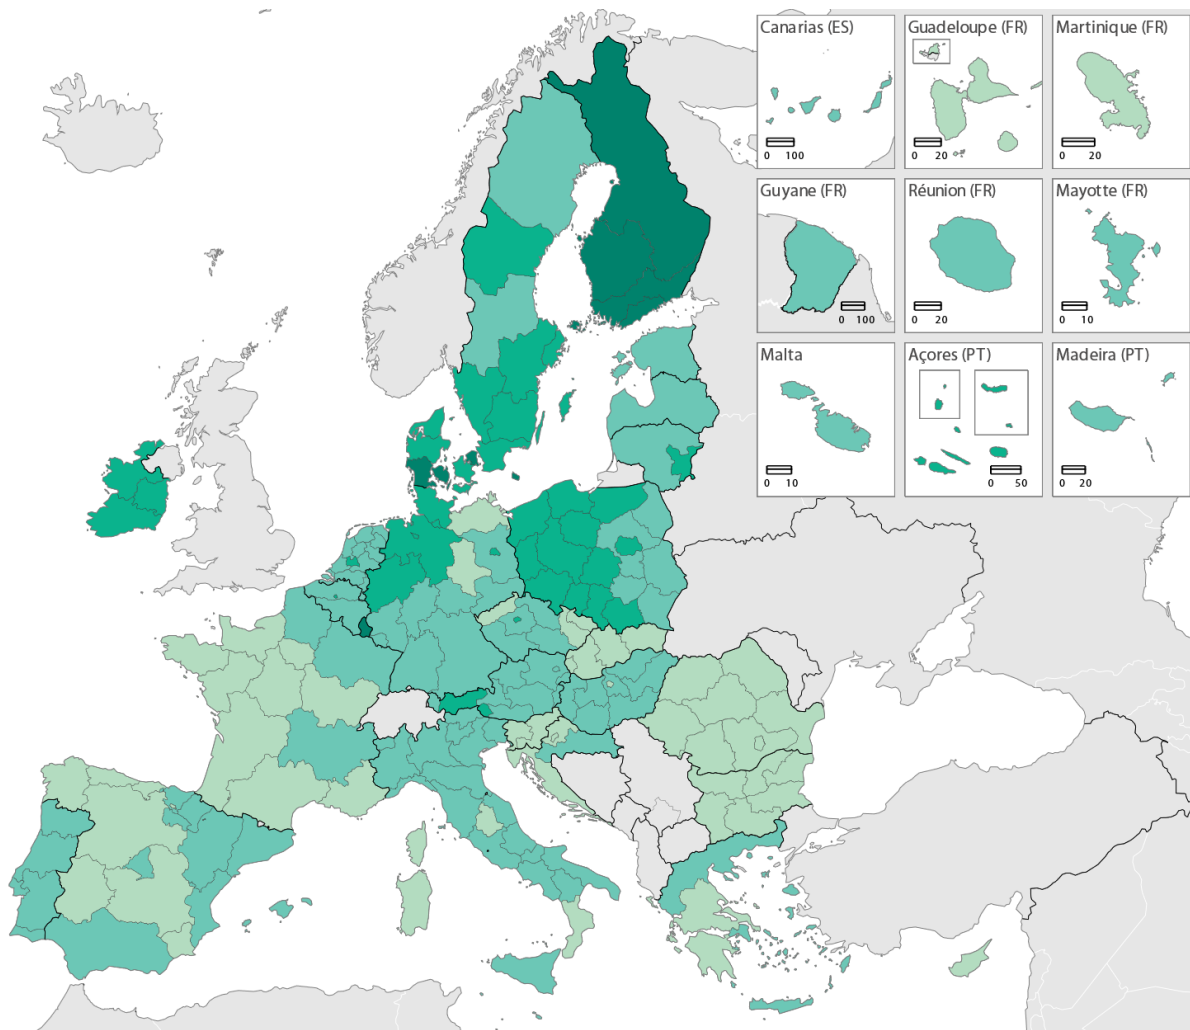 Canarias (ES)
0 100
Guadeloupe (FR)
0 20
Martinique (FR)
0 20
Guyane (FR)
0 100
Réunion (FR)
0 20
Mayotte (FR)
0 10
Malta
0 10
Açores (PT)
0 50
Madeira (PT)
0 20